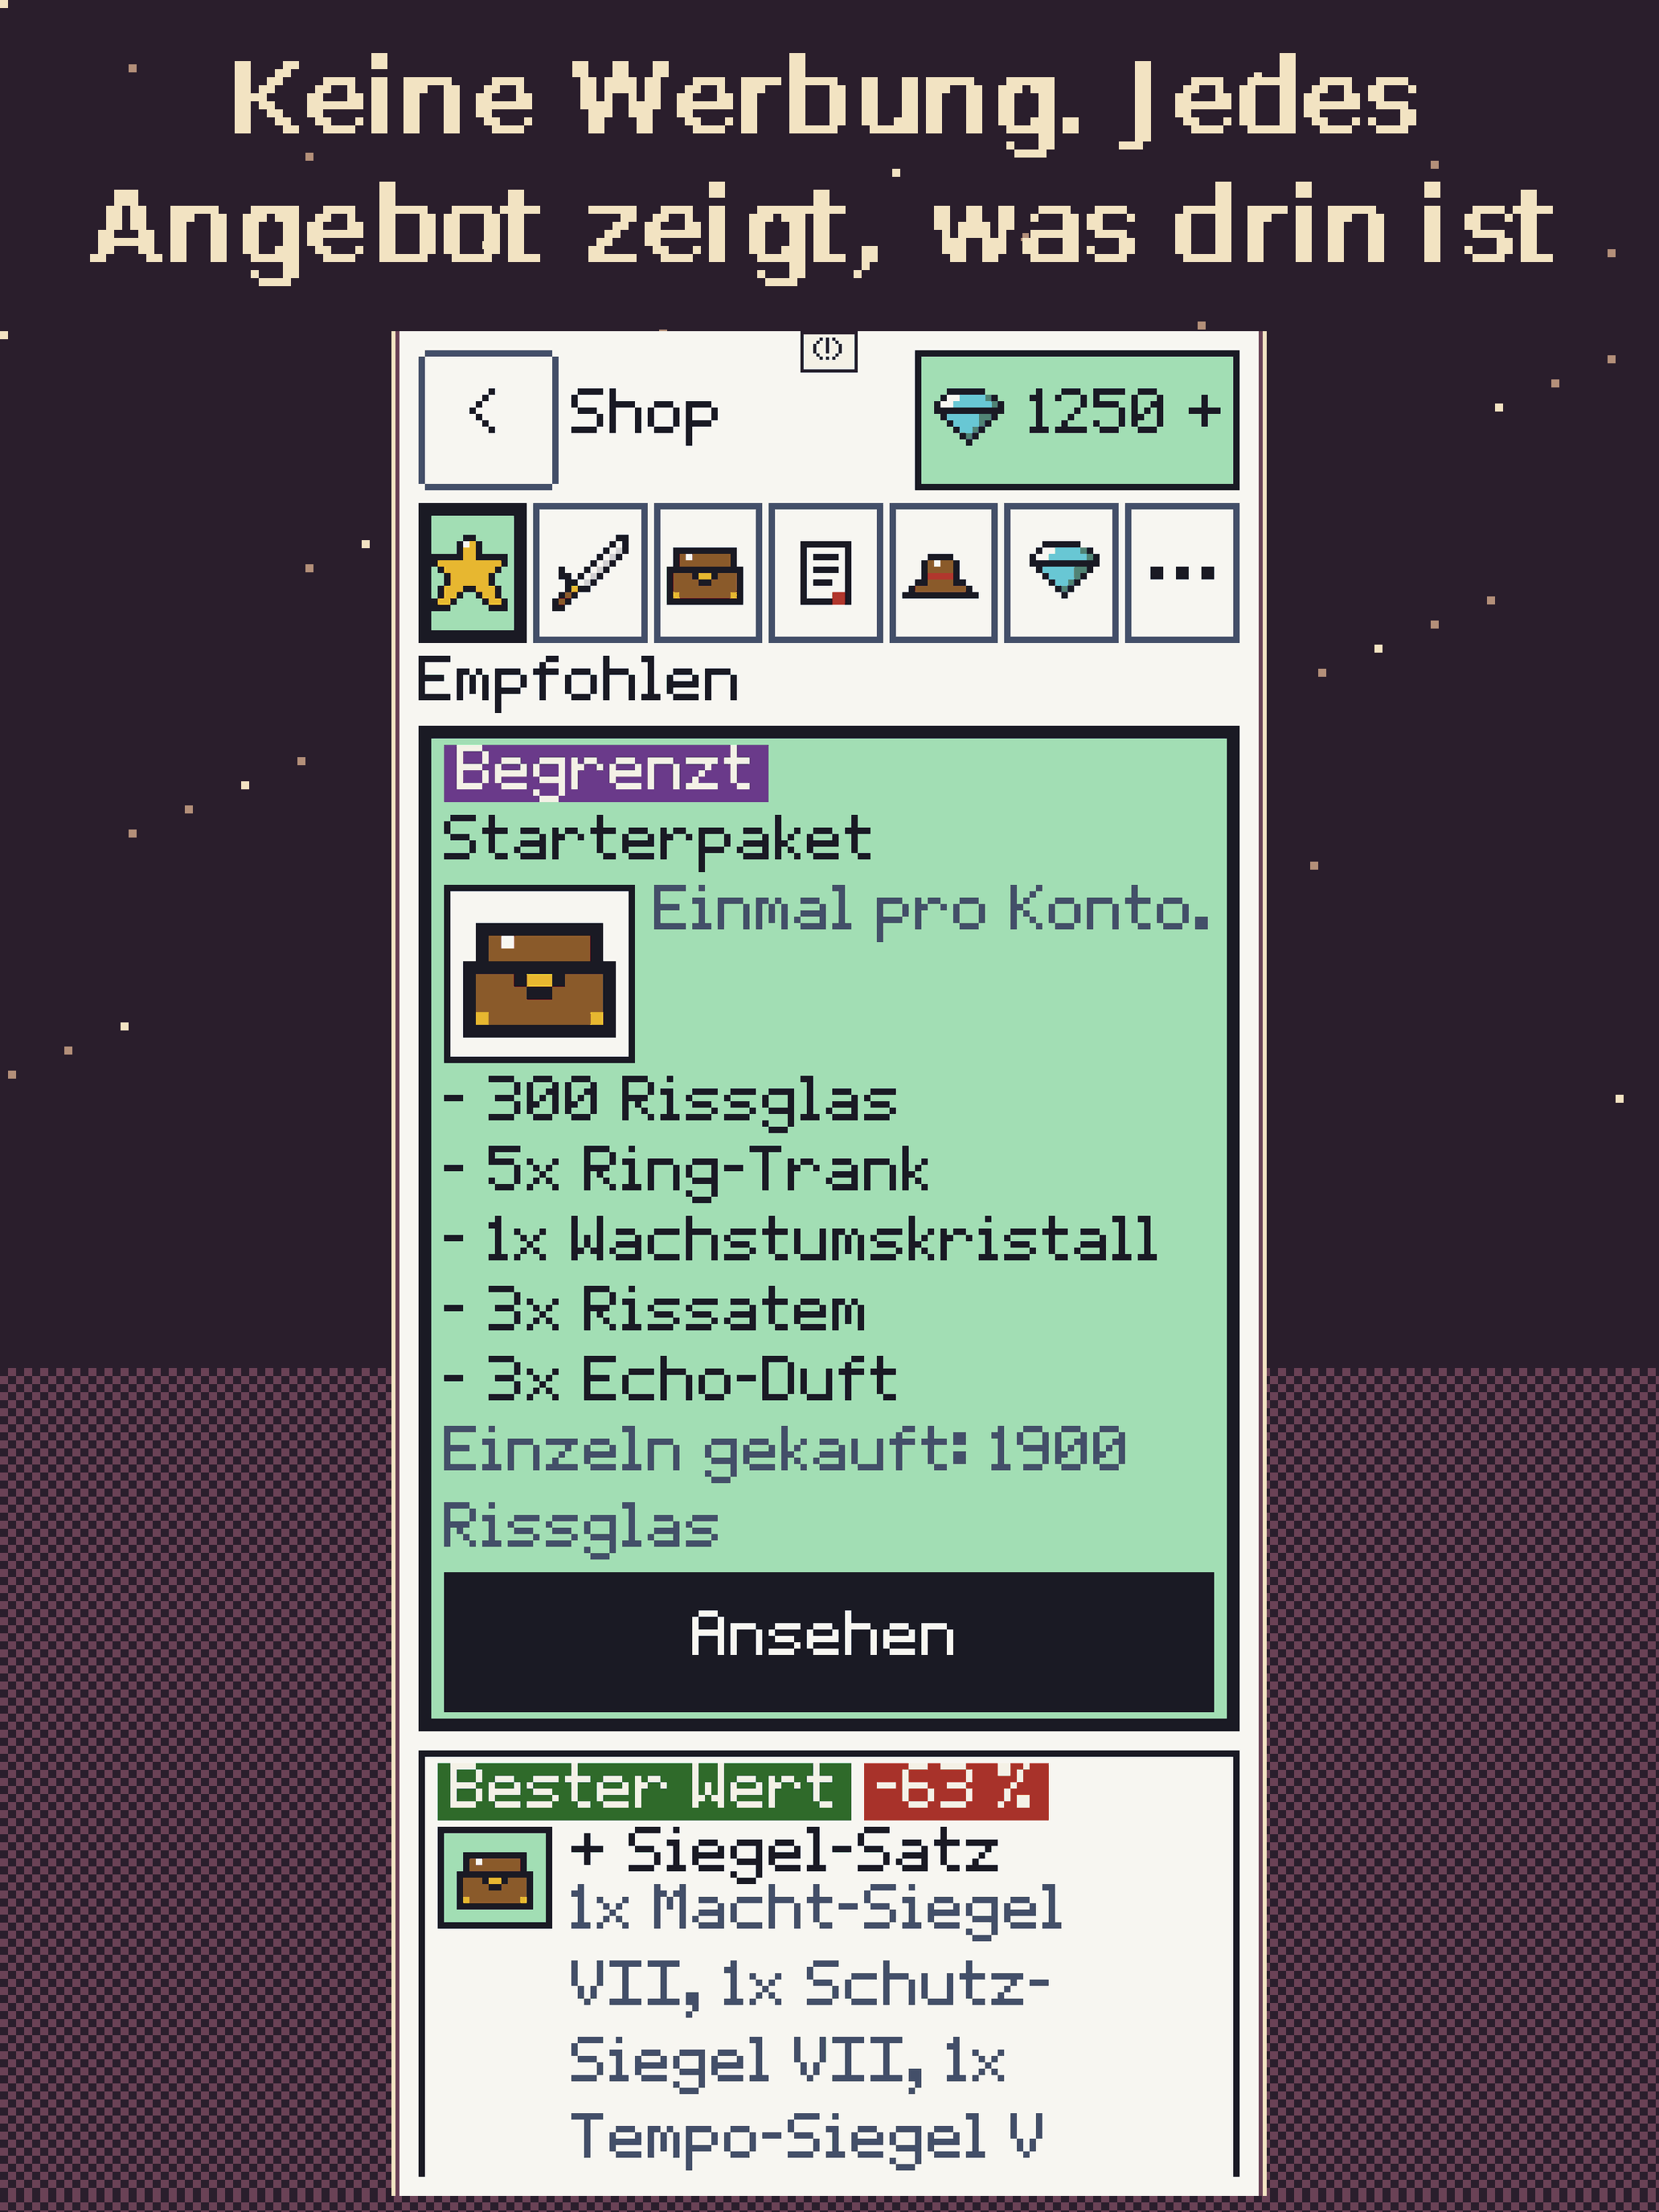 Keine Werbung. Jedes
Angebot zeigt, was drin ist
< Shop 1250 +
...
Empfohlen
Begrenzt
Starterpaket
Einmal pro Konto.
- 300 Rissglas
- 5x Ring-Trank
- 1x Wachstumskristall
- 3x Rissatem
- 3x Echo-Duft
Einzeln gekauft: 1900
Rissglas
Ansehen
Bester Wert -63 %
+ Siegel-Satz
1x Macht-Siegel
VII, 1x Schutz-
Siegel VII, 1x
Tempo-Siegel V